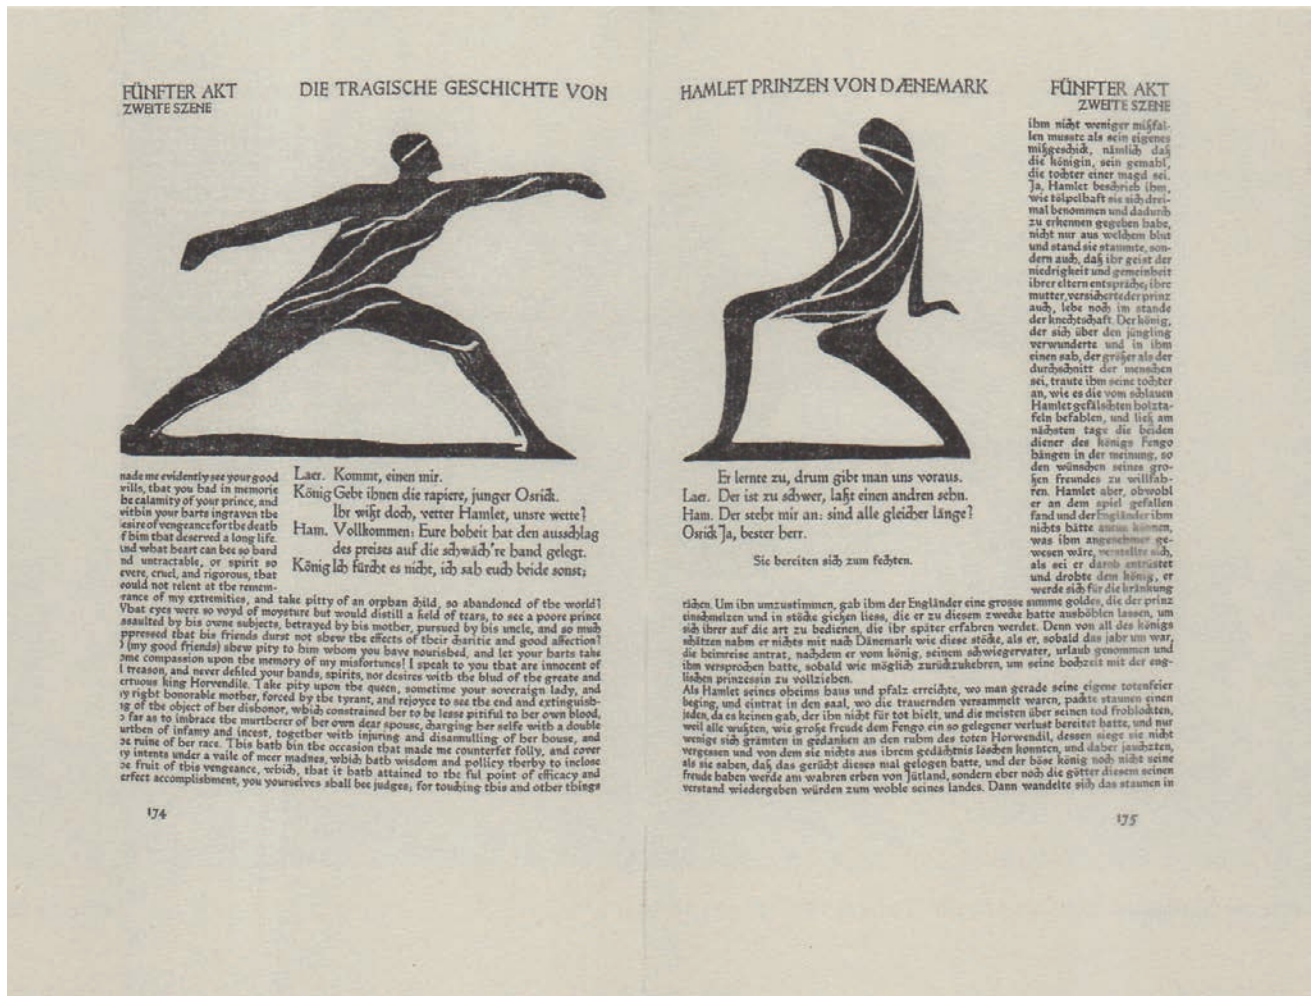 FÜNFTER AKT
ZWEITE SZENE
DIE TRAGISCHE GESCHICHTE VON
Laer. Kommt, einen mir.
König Gebt ihnen die rapiere, junger Osrick.
Ihr wißt doch, vetter Hamlet, unsre wette?
Ham. Vollkommen: Eure hoheit hat den ausschlag
des preises auf die schwäch're hand gelegt.
König Ich fürcht es nicht, ich sah euch beide sonst;
nade me evidently see your good
vills, that you had in memorie
he calamity of your prince, and
vithin your harts ingraven the
esire of vengeance for the death
f him that deserved a long life.
And what heart can bee so hard
nd untractable, or spirit so
evere, cruel, and rigorous, that
would not relent at the remem-
rance of my extremities, and take pitty of an orphan child, so abandoned of the world?
What eyes were so voyd of moysture but would distill a field of tears, to see a poore prince
assaulted by his owne subjects, betrayed by his mother, pursued by his uncle, and so much
oppressed that his friends durst not shew the effects of their charitie and good affection?
O (my good friends) shew pity to him whom you have nourished, and let your harts take
ome compassion upon the memory of my misfortunes! I speak to you that are innocent of
l treason, and never defiled your hands, spirits, nor desires with the blud of the greate and
ertuous king Horvendile. Take pity upon the queen, sometime your soveraign lady, and
ny right honorable mother, forced by the tyrant, and rejoyce to see the end and extinguish-
ng of the object of her dishonor, which constrained her to be lesse pitiful to her own blood,
o far as to imbrace the murtherer of her own dear spouse, charging her selfe with a double
urthen of infamy and incest, together with injuring and disannulling of her house, and
he ruine of her race. This hath bin the occasion that made me counterfet folly, and cover
ny intents under a vaile of meer madnes, which hath wisdom and pollicy therby to inclose
he fruit of this vengeance, which, that it hath attained to the ful point of efficacy and
erfect accomplishment, you yourselves shall bee judges; for touching this and other things
174
HAMLET PRINZEN VON DÆNEMARK
FÜNFTER AKT
ZWEITE SZENE
Er lernte zu, drum gibt man uns voraus.
Laer. Der ist zu schwer, laßt einen andren sehn.
Ham. Der steht mir an: sind alle gleicher länge?
Osrick Ja, bester herr.
Sie bereiten sich zum fechten.
ihm nicht weniger mißfal-
len musste als sein eigenes
mißgeschick, nämlich daß
die königin, sein gemahl,
die tochter einer magd sei.
Ja, Hamlet beschrieb ihm,
wie tölpelhaft sie sich drei-
mal benommen und dadurch
zu erkennen gegeben habe,
nicht nur aus welchem blut
und stand sie stammte, son-
dern auch, daß ihr geist der
niedrigkeit und gemeinheit
ihrer eltern entspräche; ihre
mutter, versicherte der prinz
auch, lebe noch im stande
der knechtschaft. Der könig,
der sich über den jüngling
verwunderte und in ihm
einen sah, der größer als der
durchschnitt der menschen
sei, traute ihm seine tochter
an, wie es die vom schlauen
Hamlet gefälschten holzta-
feln befahlen, und ließ am
nächsten tage die beiden
diener des königs Fengo
hängen in der meinung, so
den wünschen seines gro-
ßen freundes zu willfah-
ren. Hamlet aber, obwohl
er an dem spiel gefallen
fand und der Engländer ihm
nichts hätte antun können,
was ihm angenehmer ge-
wesen wäre, verstellte sich,
als sei er darob entrüstet
und drohte dem könig, er
werde sich für die kränkung
rächen. Um ihn umzustimmen, gab ihm der Engländer eine grosse summe goldes, die der prinz
einschmelzen und in stöcke gießen liess, die er zu diesem zwecke hatte aushöhlen lassen, um
sich ihrer auf die art zu bedienen, die ihr später erfahren werdet. Denn von all des königs
schätzen nahm er nichts mit nach Dänemark wie diese stöcke, als er, sobald das jahr um war,
die heimreise antrat, nachdem er vom könig, seinem schwiegervater, urlaub genommen und
ihm versprochen hatte, sobald wie möglich zurückzukehren, um seine hochzeit mit der eng-
lischen prinzessin zu vollziehen.
Als Hamlet seines oheims haus und pfalz erreichte, wo man gerade seine eigene totenfeier
beging, und eintrat in den saal, wo die trauernden versammelt waren, packte staunen einen
jeden, da es keinen gab, der ihn nicht für tot hielt, und die meisten über seinen tod frohlockten,
weil alle wußten, wie große freude dem Fengo ein so gelegener verlust bereitet hatte, und nur
wenige sich grämten in gedanken an den ruhm des toten Horwendil, dessen siege sie nicht
vergessen und von dem sie nichts aus ihrem gedächtnis löschen konnten, und daher jauchzten,
als sie sahen, daß das gerücht dieses mal gelogen hatte, und der böse könig noch nicht seine
freude haben werde am wahren erben von Jütland, sondern eher noch die götter diesem seinen
verstand wiedergeben würden zum wohle seines landes. Dann wandelte sich das staunen in
175